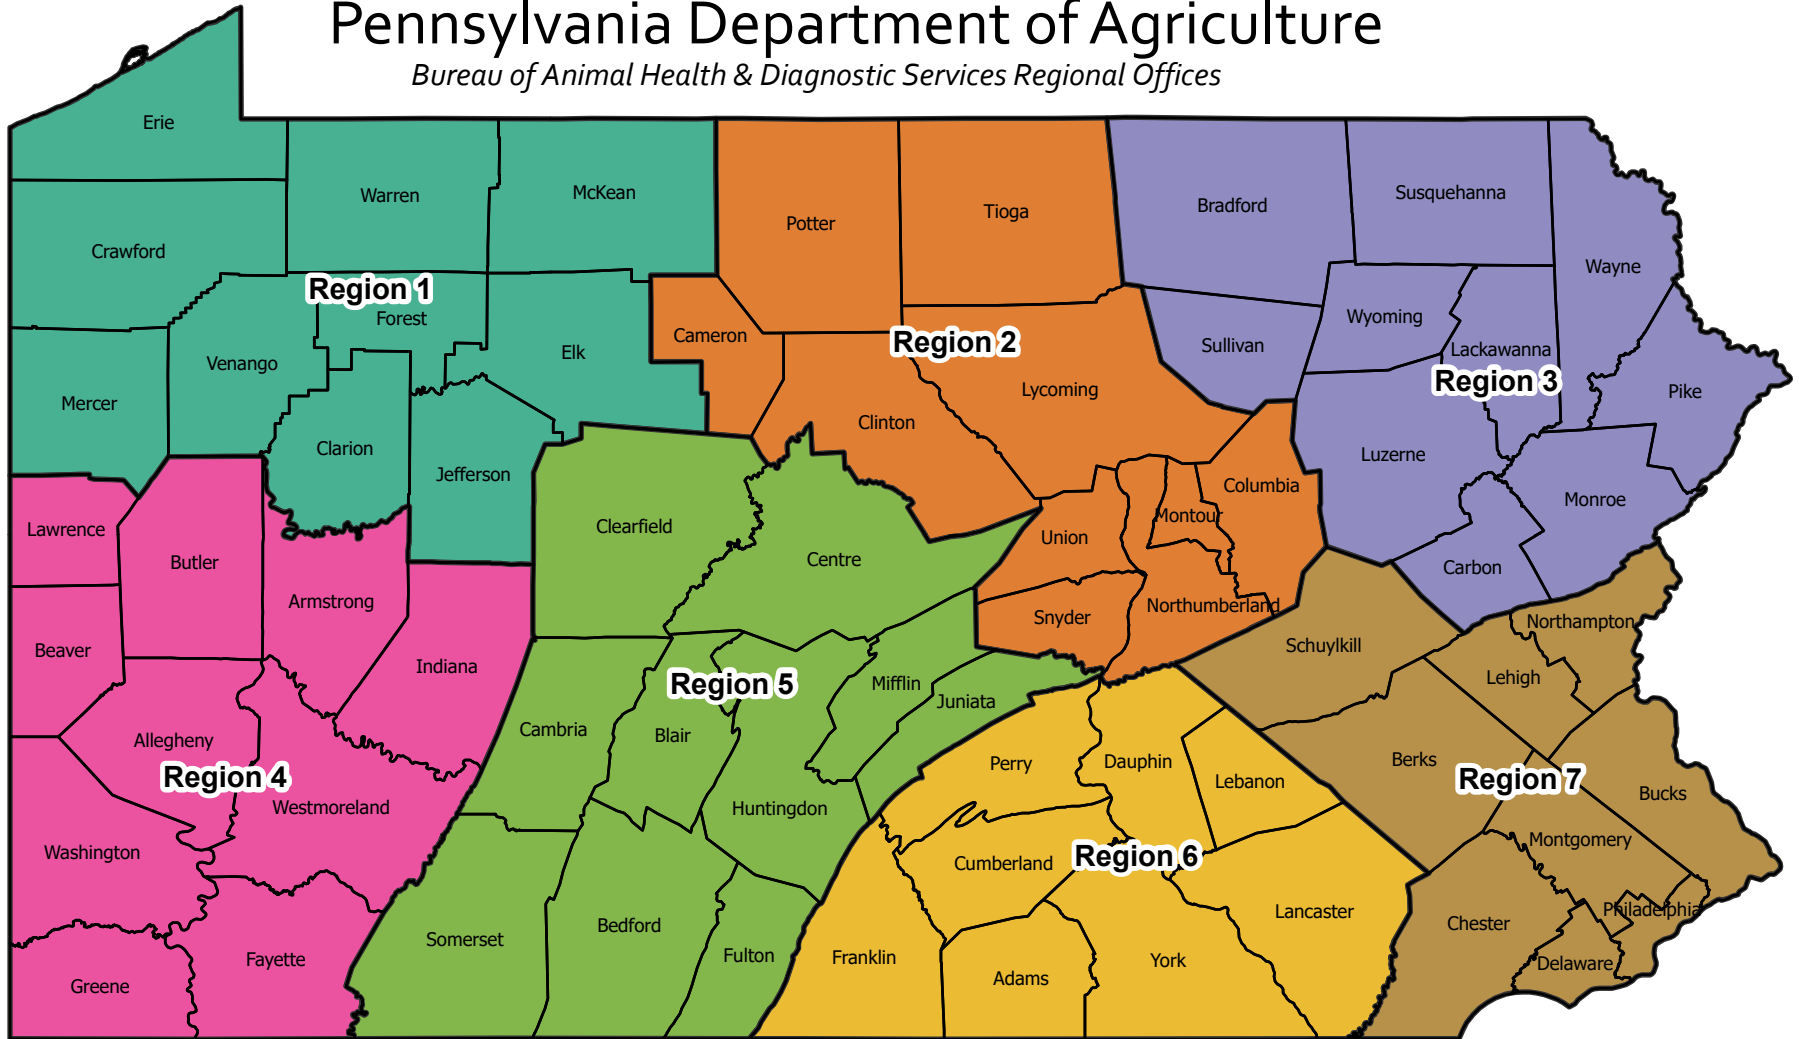 Pennsylvania Department of Agriculture
Bureau of Animal Health & Diagnostic Services Regional Offices
Erie
Warren
McKean
Crawford
Region 1
Forest
Venango
Elk
Mercer
Clarion
Jefferson
Potter
Tioga
Cameron
Region 2
Lycoming
Clinton
Columbia
Montour
Union
Northumberland
Snyder
Bradford
Susquehanna
Wayne
Wyoming
Sullivan
Lackawanna
Region 3
Pike
Luzerne
Monroe
Carbon
Lawrence
Butler
Armstrong
Beaver
Indiana
Allegheny
Region 4
Westmoreland
Washington
Fayette
Greene
Clearfield
Centre
Region 5
Mifflin
Juniata
Cambria
Blair
Huntingdon
Bedford
Somerset
Fulton
Perry
Dauphin
Lebanon
Region 6
Cumberland
Lancaster
Franklin
Adams
York
Northampton
Schuylkill
Lehigh
Berks
Region 7
Bucks
Montgomery
Philadelphia
Chester
Delaware